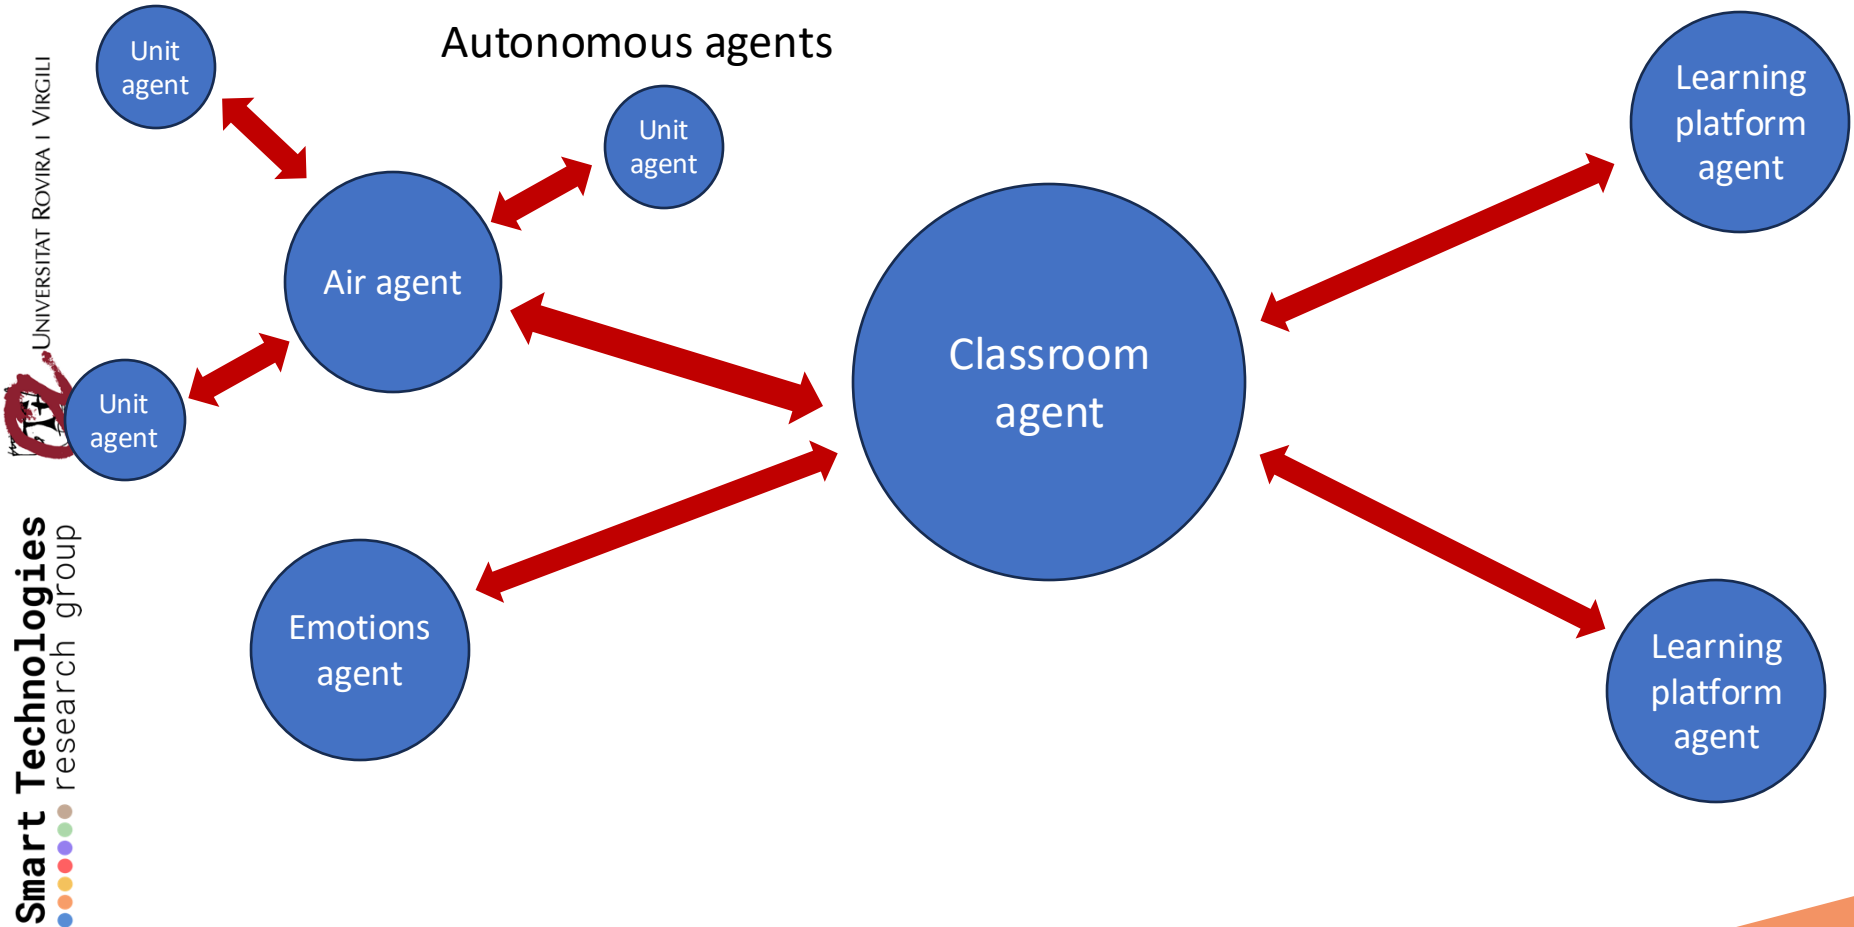 Autonomous agents
Unit
agent
Unit
agent
Air agent
Unit
agent
Emotions
agent
Classroom
agent
Learning
platform
agent
Learning
platform
agent
UNIVERSITAT ROVIRA I VIRGILI
Smart Technologies
research group